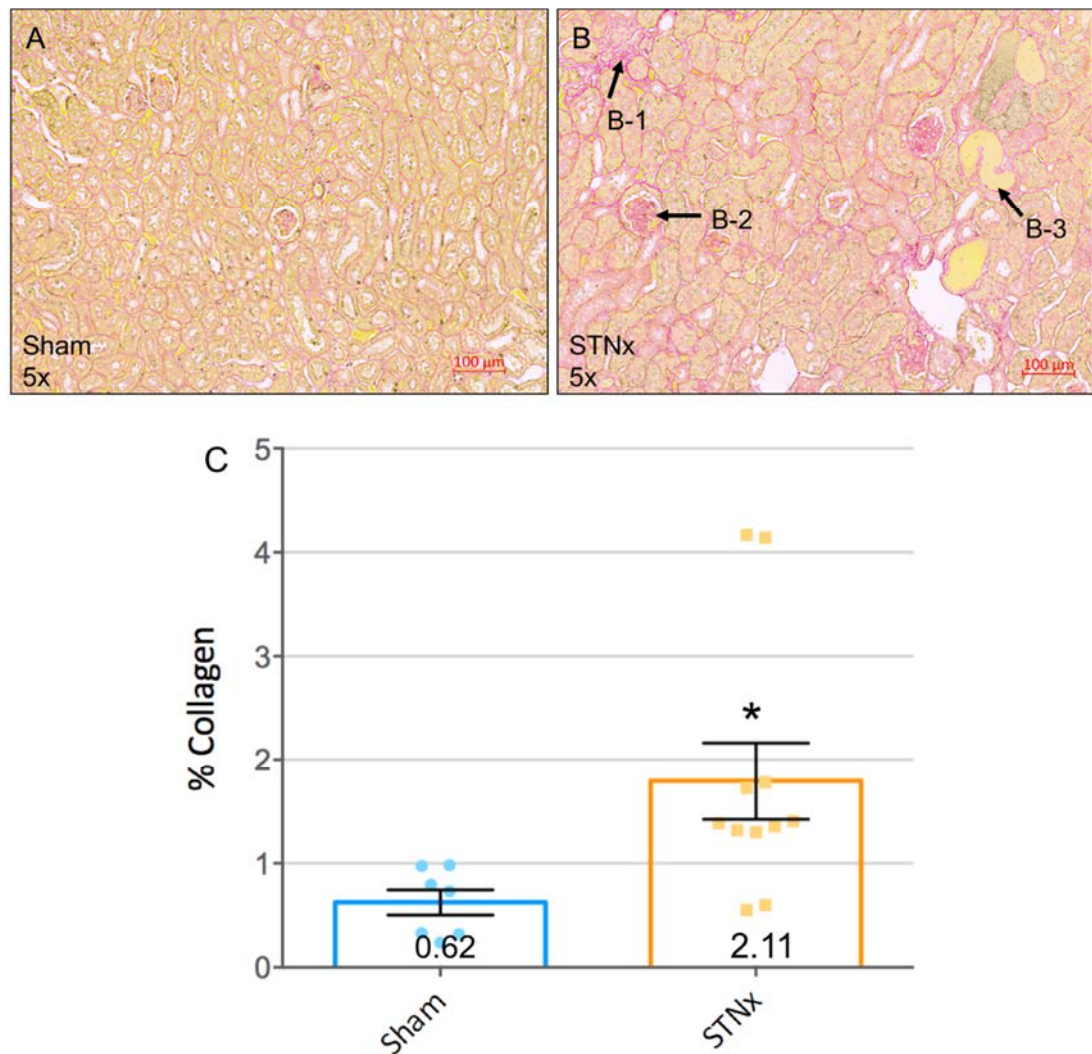 A
Sham
5x
100 µm
B
B-1
B-2
B-3
STNx
5x
100 µm
C
% Collagen
5
4
3
2
1
0
*
0.62
2.11
Sham
STNx